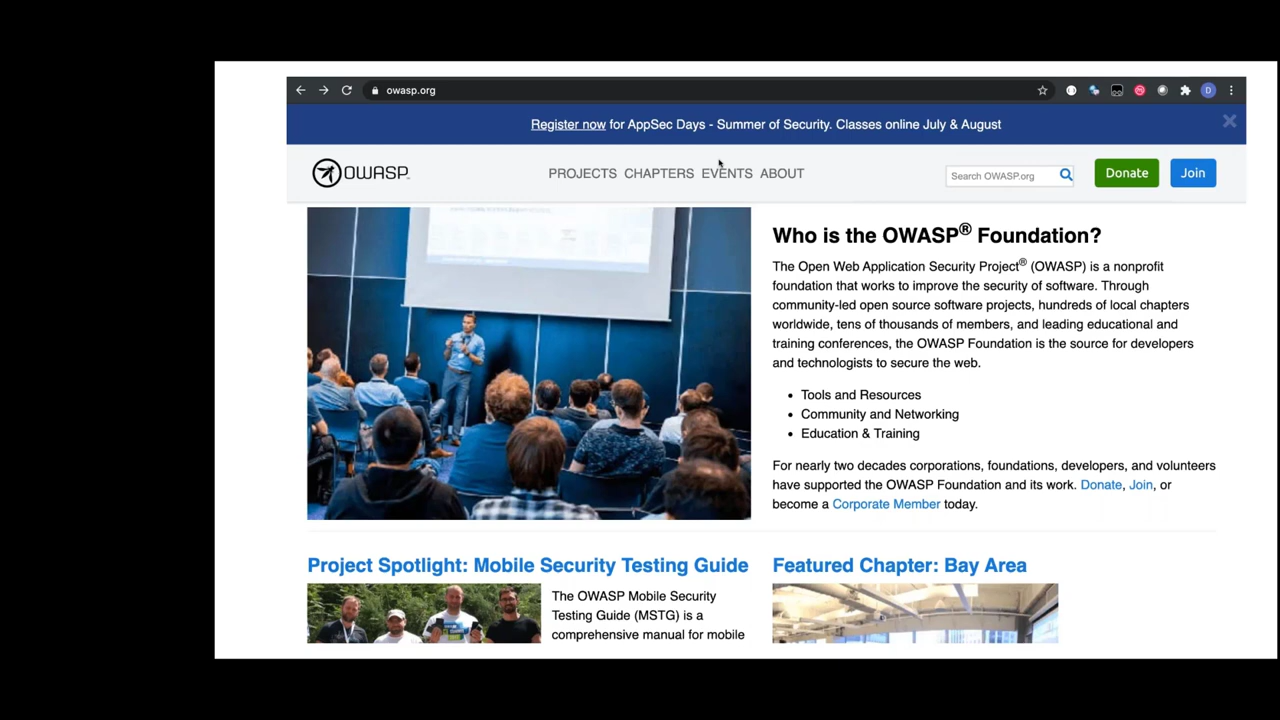 owasp.org
D
Register now for AppSec Days - Summer of Security. Classes online July & August
OWASP
PROJECTS CHAPTERS EVENTS ABOUT
Search OWASP.org
Donate
Join
Who is the OWASP® Foundation?
The Open Web Application Security Project® (OWASP) is a nonprofit
foundation that works to improve the security of software. Through
community-led open source software projects, hundreds of local chapters
worldwide, tens of thousands of members, and leading educational and
training conferences, the OWASP Foundation is the source for developers
and technologists to secure the web.
• Tools and Resources
• Community and Networking
• Education & Training
For nearly two decades corporations, foundations, developers, and volunteers
have supported the OWASP Foundation and its work. Donate, Join, or
become a Corporate Member today.
Project Spotlight: Mobile Security Testing Guide
The OWASP Mobile Security
Testing Guide (MSTG) is a
comprehensive manual for mobile
Featured Chapter: Bay Area